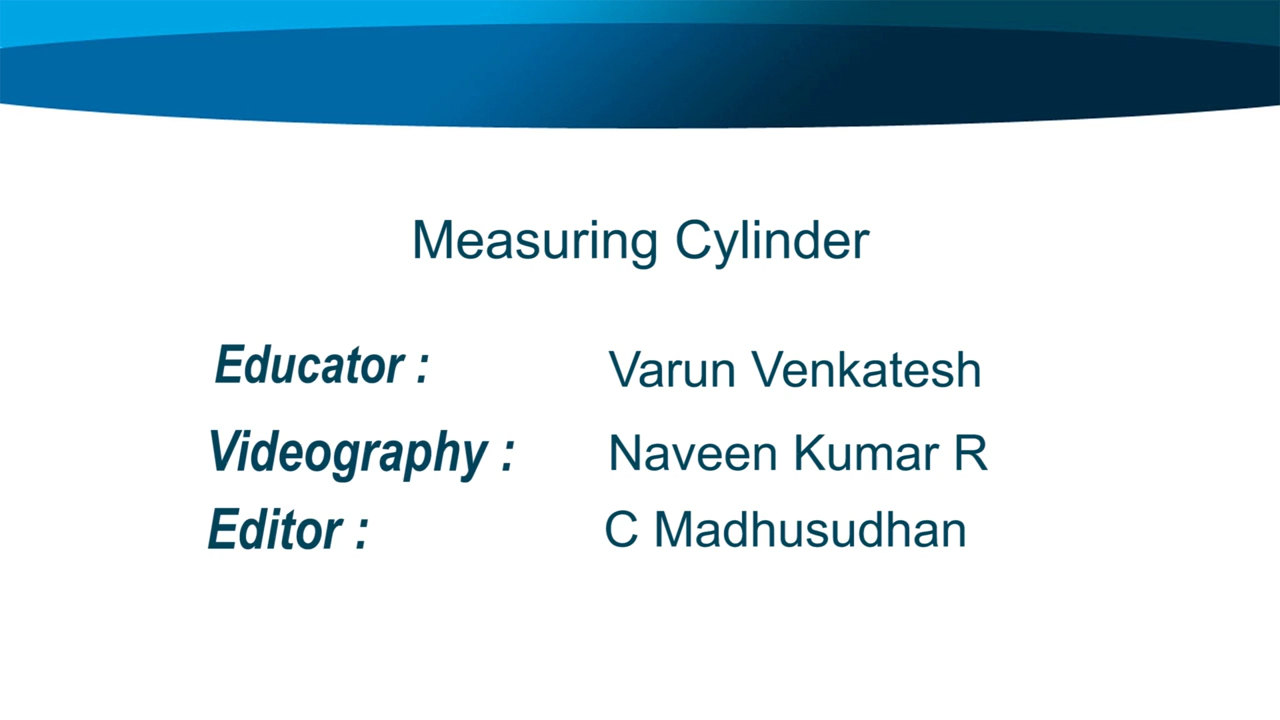 Measuring Cylinder
Educator : Varun Venkatesh
Videography : Naveen Kumar R
Editor : C Madhusudhan